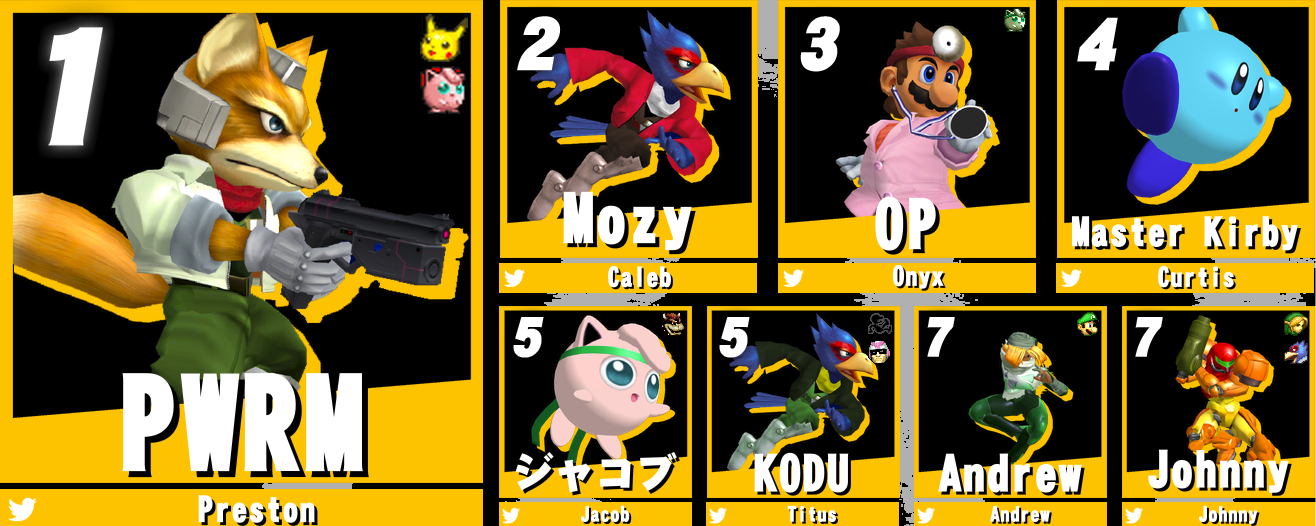 1
PWRM
Preston
2
Mozy
Caleb
3
OP
Onyx
4
Master Kirby
Curtis
5
ジャコブ
Jacob
5
KODU
Titus
7
Andrew
Andrew
7
Johnny
Johnny